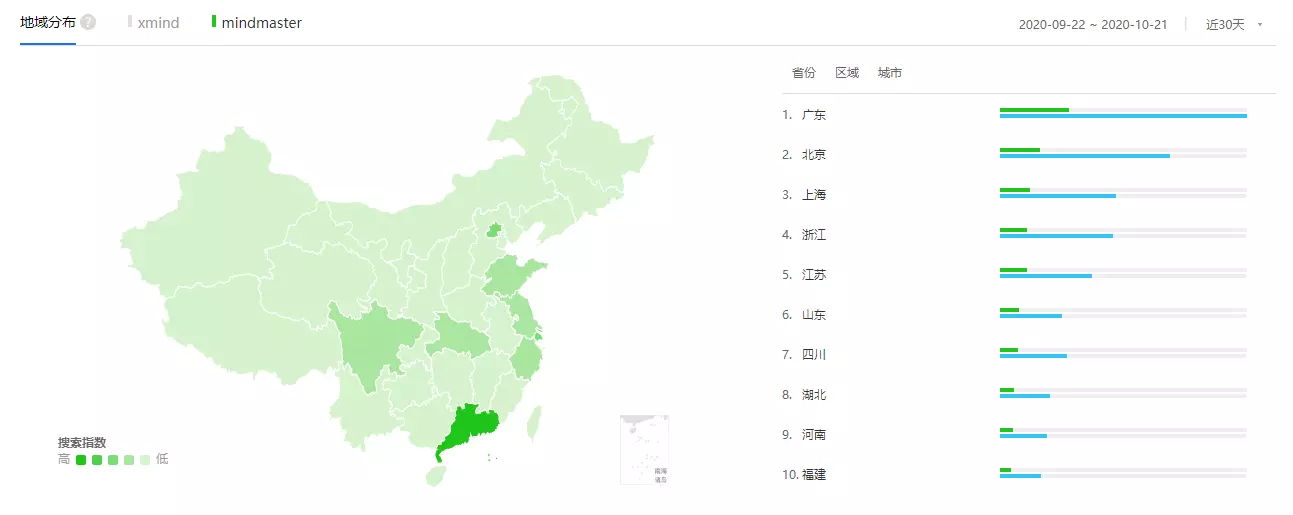 地域分布 ? xmind mindmaster 2020-09-22 ~ 2020-10-21 近30天
省份 区域 城市
1. 广东
2. 北京
3. 上海
4. 浙江
5. 江苏
6. 山东
7. 四川
8. 湖北
9. 河南
10. 福建
搜索指数
高 低
南海
诸岛